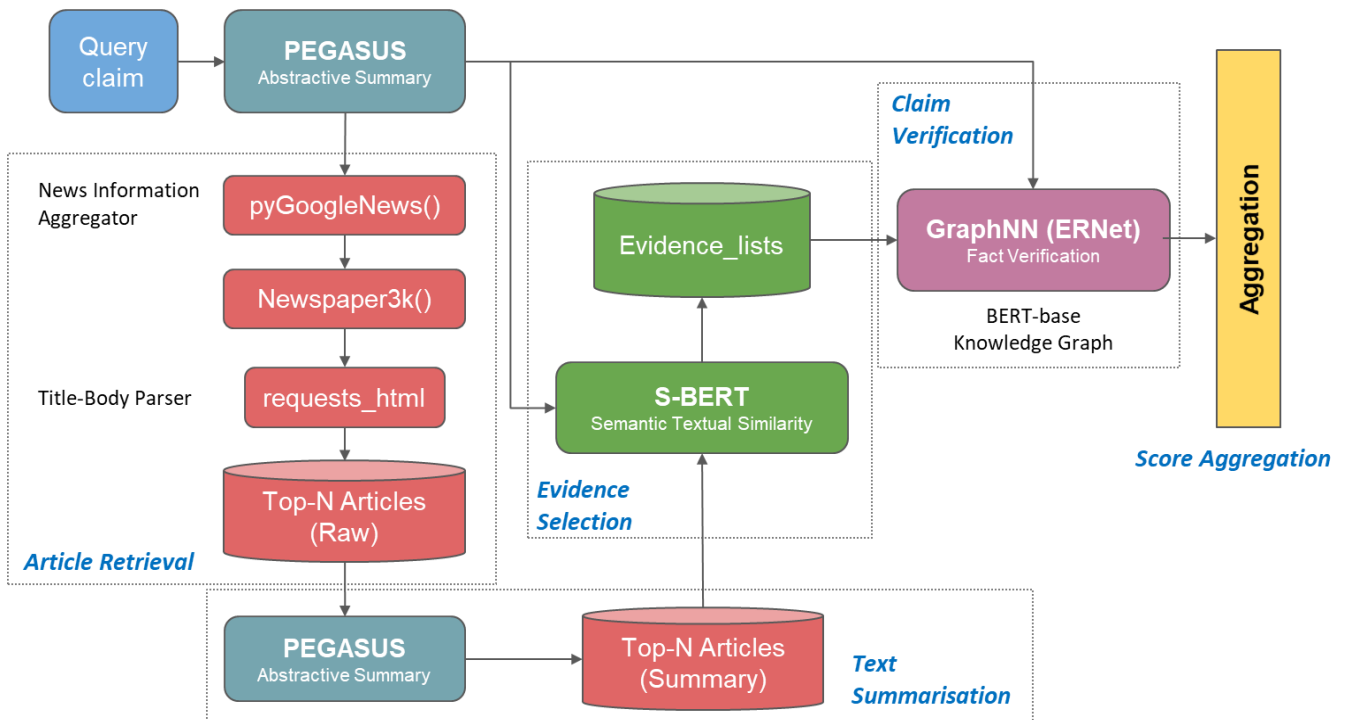 Query
claim
PEGASUS
Abstractive Summary
News Information
Aggregator
pyGoogleNews()
Newspaper3k()
Title-Body Parser
requests_html
Top-N Articles
(Raw)
Article Retrieval
PEGASUS
Abstractive Summary
Top-N Articles
(Summary)
Text
Summarisation
Evidence_lists
S-BERT
Semantic Textual Similarity
Evidence
Selection
Claim
Verification
GraphNN (ERNet)
Fact Verification
BERT-base
Knowledge Graph
Aggregation
Score Aggregation